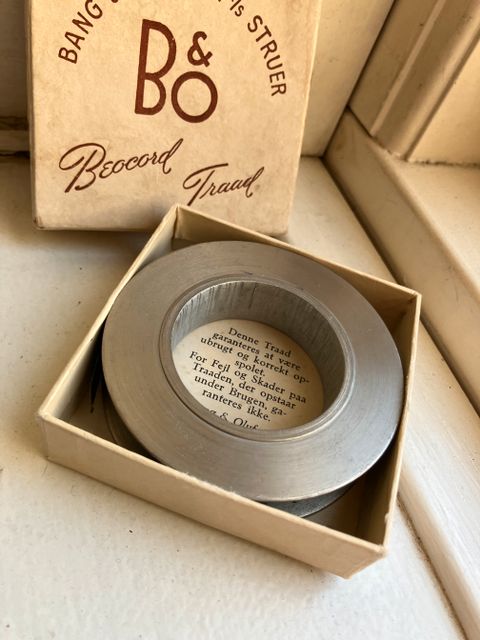 BANG &
STRUER
B&O
Beocord
Traad
Denne Traad
garanteres at være
ubrugt og korrekt op-
spolet.
For Fejl og Skader paa
Traaden, der opstaar
under Brugen, ga-
ranteres ikke.
& Oluf